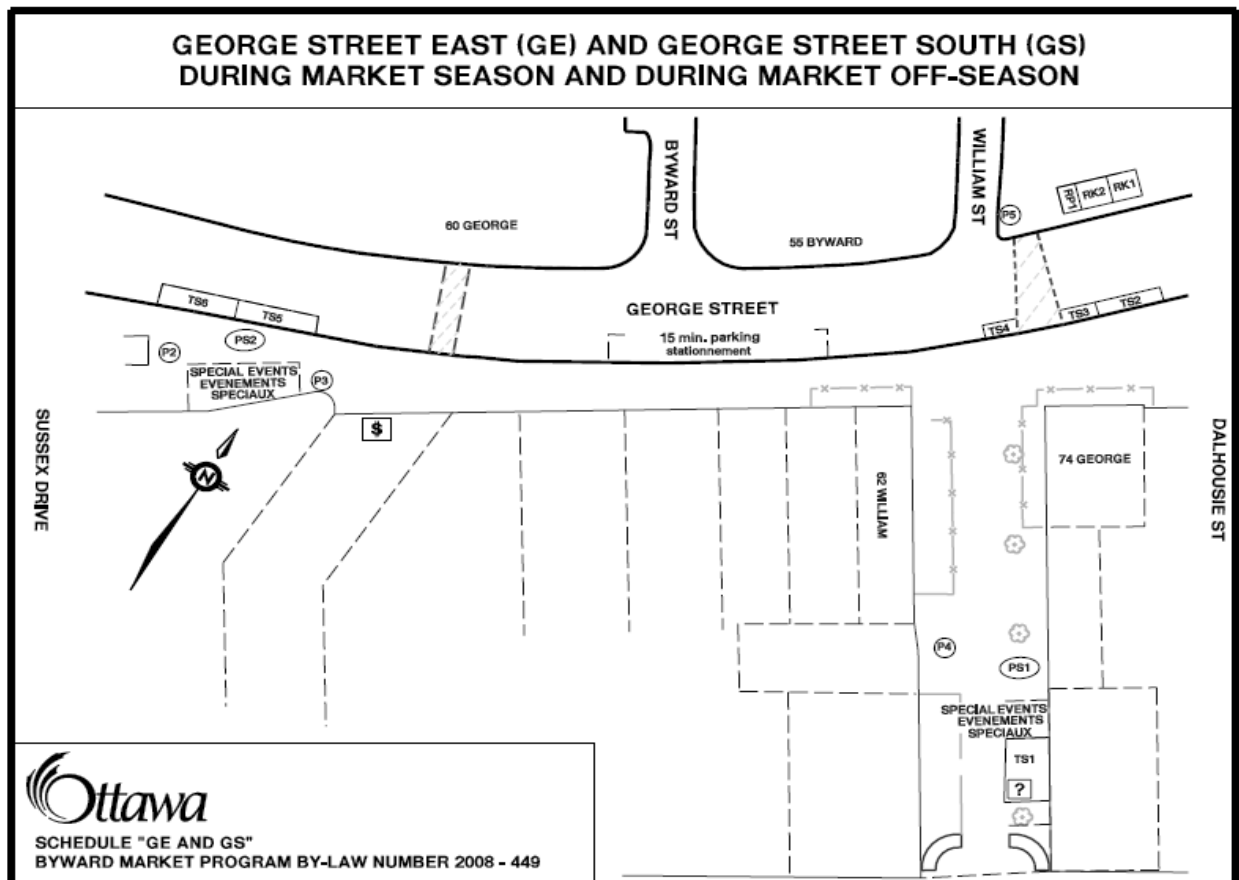 GEORGE STREET EAST (GE) AND GEORGE STREET SOUTH (GS)
DURING MARKET SEASON AND DURING MARKET OFF-SEASON
BYWARD ST
WILLIAM ST
RP1
RK2
RK1
P5
60 GEORGE
55 BYWARD
GEORGE STREET
TS6
TS5
TS4
TS3
TS2
15 min. parking
stationnement
PS2
P2
SPECIAL EVENTS
EVENEMENTS
SPECIAUX
P3
$
SUSSEX DRIVE
N
62 WILLIAM
74 GEORGE
DALHOUSIE ST
P4
PS1
SPECIAL EVENTS
EVENEMENTS
SPECIAUX
TS1
?
Ottawa
SCHEDULE "GE AND GS"
BYWARD MARKET PROGRAM BY-LAW NUMBER 2008 - 449